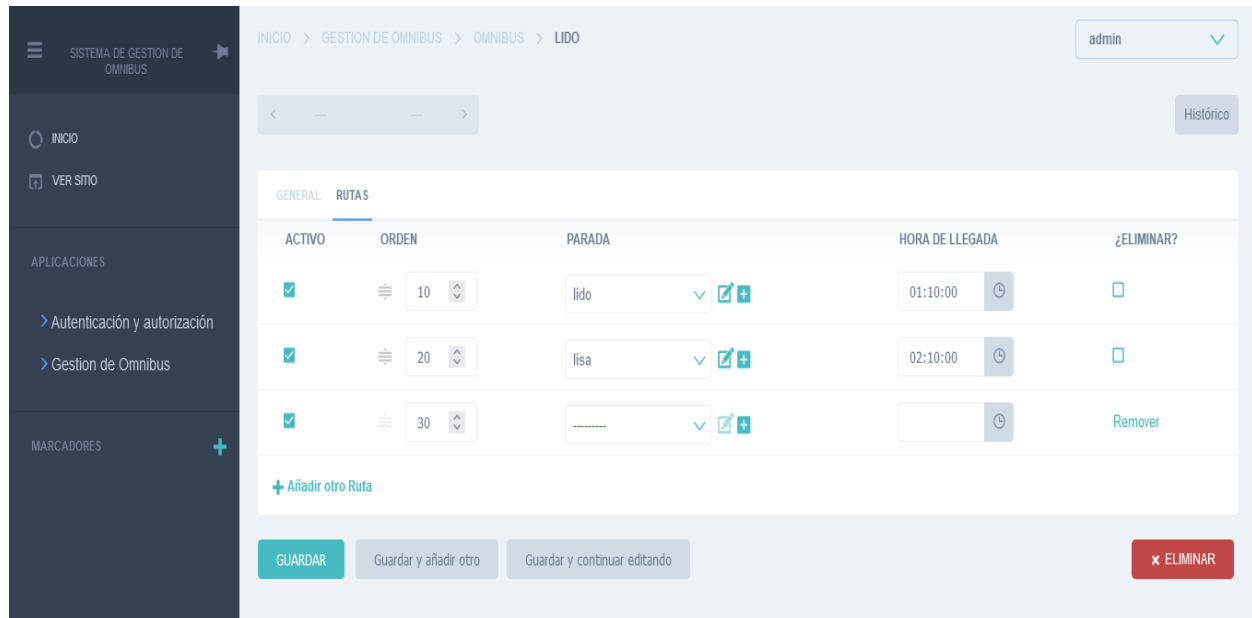 SISTEMA DE GESTION DE
OMNIBUS
INICIO
VER SITIO
APLICACIONES
Autenticación y autorización
Gestion de Omnibus
MARCADORES
INICIO > GESTION DE OMNIBUS > OMNIBUS > LIDO
admin
Histórico
GENERAL RUTAS
ACTIVO ORDEN PARADA HORA DE LLEGADA ¿ELIMINAR?
10 lido 01:10:00
20 lisa 02:10:00
30 --------- Remover
Añadir otro Ruta
GUARDAR Guardar y añadir otro Guardar y continuar editando ELIMINAR